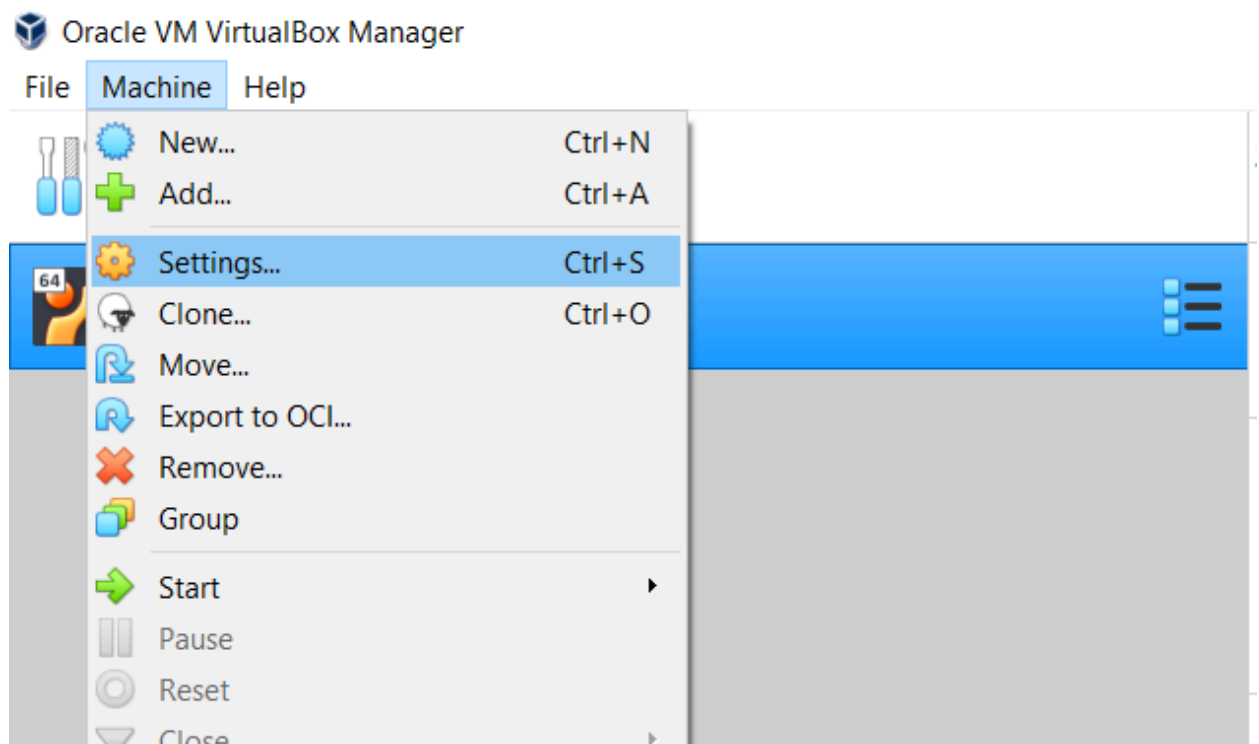 Oracle VM VirtualBox Manager
File Machine Help
New... Ctrl+N
Add... Ctrl+A
Settings... Ctrl+S
64
Clone... Ctrl+O
Move...
Export to OCI...
Remove...
Group
Start
Pause
Reset
Close